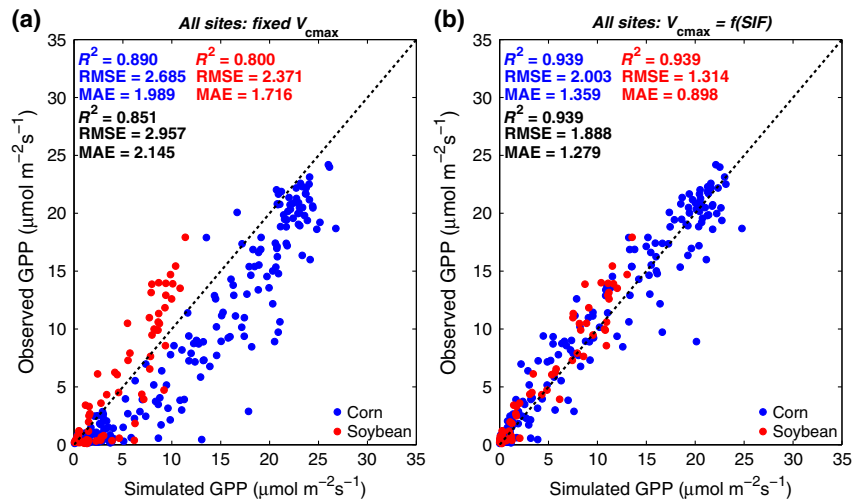 (a)
All sites: fixed V_cmax
R² = 0.890
RMSE = 2.685
MAE = 1.989
R² = 0.800
RMSE = 2.371
MAE = 1.716
R² = 0.851
RMSE = 2.957
MAE = 2.145
35
30
25
20
15
10
5
0
Observed GPP (μmol m⁻²s⁻¹)
Corn
Soybean
0 5 10 15 20 25 30 35
Simulated GPP (μmol m⁻²s⁻¹)
(b)
All sites: V_cmax = f(SIF)
R² = 0.939
RMSE = 2.003
MAE = 1.359
R² = 0.939
RMSE = 1.314
MAE = 0.898
R² = 0.939
RMSE = 1.888
MAE = 1.279
35
30
25
20
15
10
5
0
Observed GPP (μmol m⁻²s⁻¹)
Corn
Soybean
0 5 10 15 20 25 30 35
Simulated GPP (μmol m⁻²s⁻¹)